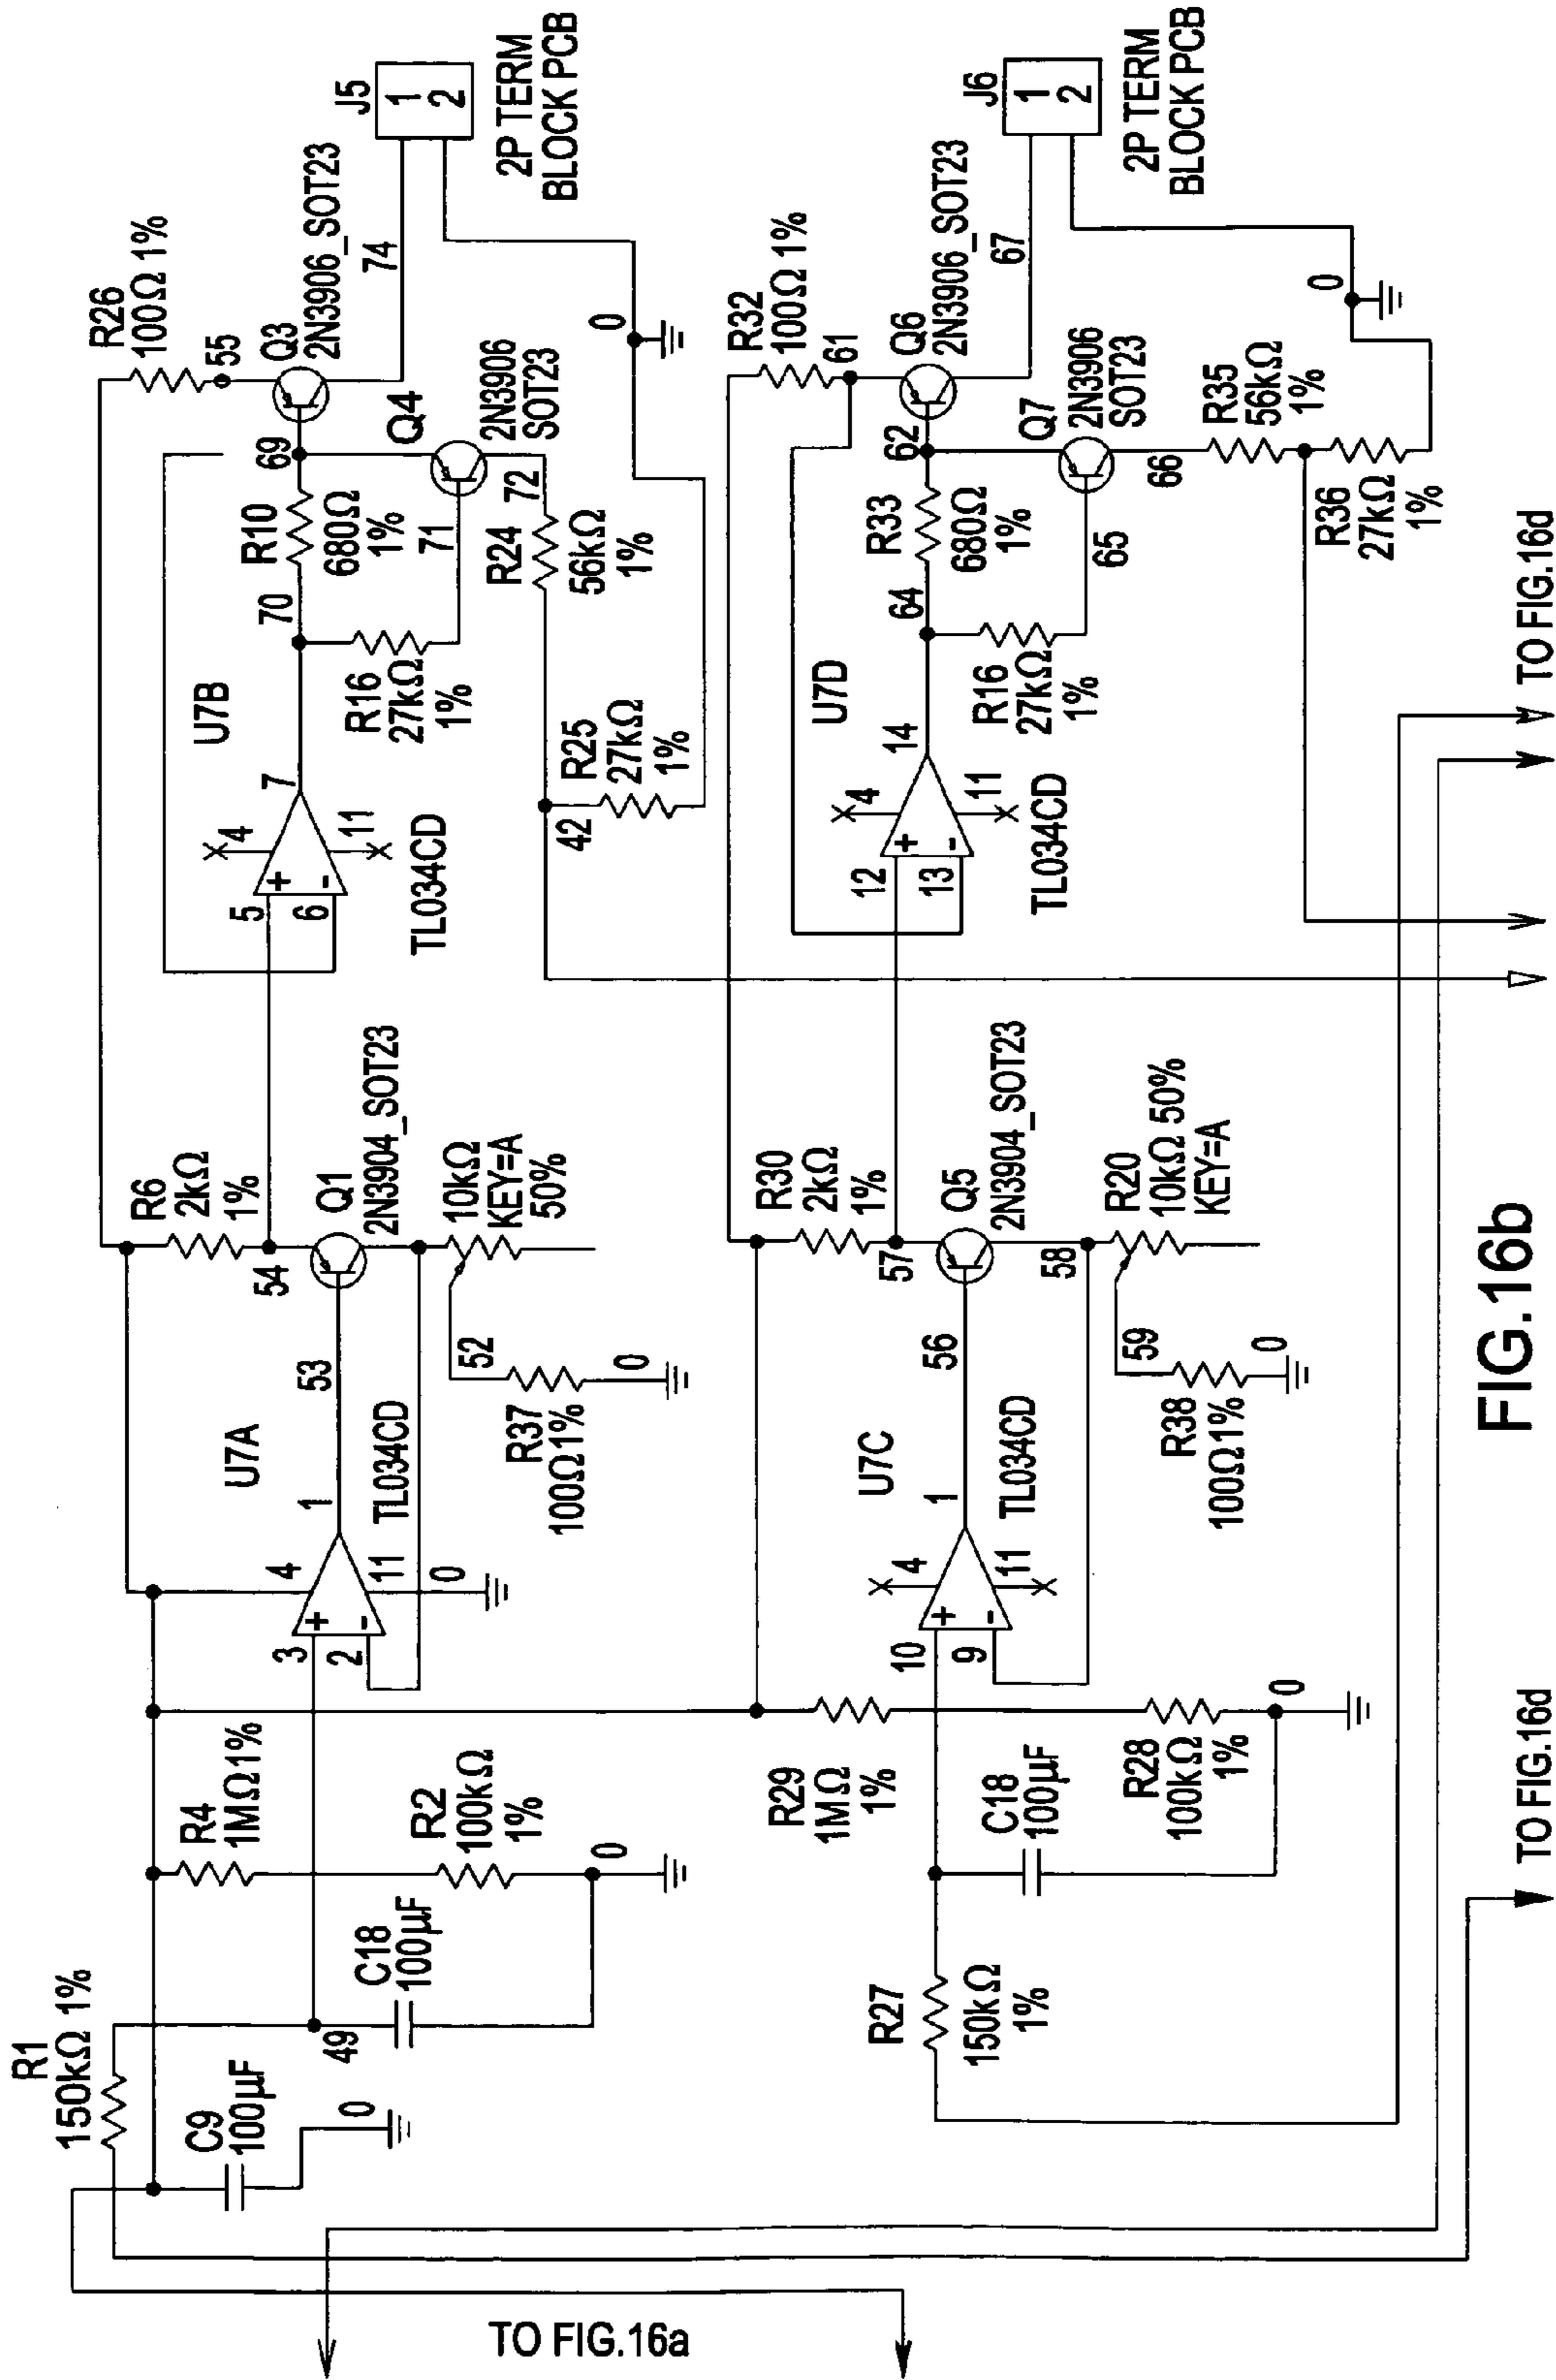 R1
150kΩ 1%
C9
100µF
0
49
C18
100µF
R4
1MΩ1%
R2
100kΩ
1%
0
3
2
+
-
4
11
0
1
U7A
TL034CD
53
54
R6
2kΩ
1%
Q1
2N3904_SOT23
10kΩ
KEY=A
50%
52
R37
100Ω1%
0
5
6
+
-
4
11
7
U7B
TL034CD
70
R10
680Ω
1%
69
R16
27kΩ
1%
71
R26
100Ω 1%
55
Q3
2N3906_SOT23
74
Q4
2N3906
SOT23
72
R24
56kΩ
1%
42
R25
27kΩ
1%
0
J5
1
2
2P TERM
BLOCK PCB
R27
150kΩ
1%
C18
100µF
R29
1MΩ
1%
R28
100kΩ
1%
0
10
9
+
-
4
11
1
U7C
TL034CD
56
57
R30
2kΩ
1%
Q5
2N3904_SOT23
58
R20
10kΩ 50%
KEY=A
59
R38
100Ω1%
0
12
13
+
-
4
11
14
U7D
TL034CD
64
R33
680Ω
1%
62
R16
27kΩ
1%
65
R32
100Ω 1%
61
Q6
2N3906_SOT23
67
Q7
2N3906
SOT23
66
R35
56kΩ
1%
R36
27kΩ
1%
0
J6
1
2
2P TERM
BLOCK PCB
TO FIG.16a
TO FIG.16d
TO FIG.16d
FIG.16b